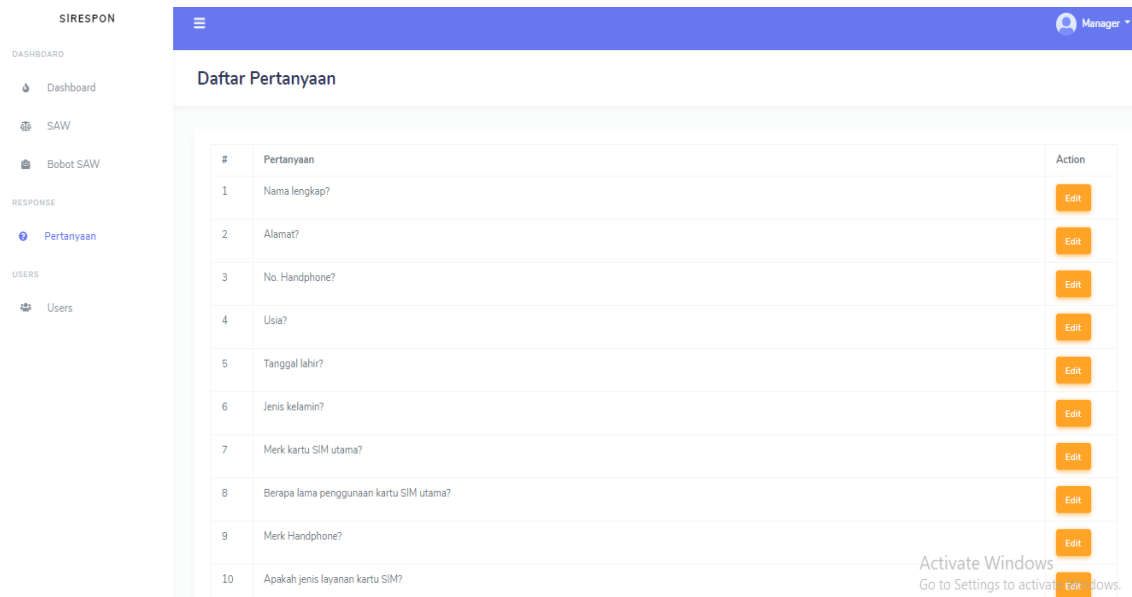 SIRESPON
Manager
DASHBOARD
Dashboard
SAW
Bobot SAW
RESPONSE
Pertanyaan
USERS
Users
Daftar Pertanyaan
# Pertanyaan Action
1 Nama lengkap? Edit
2 Alamat? Edit
3 No. Handphone? Edit
4 Usia? Edit
5 Tanggal lahir? Edit
6 Jenis kelamin? Edit
7 Merk kartu SIM utama? Edit
8 Berapa lama penggunaan kartu SIM utama? Edit
9 Merk Handphone? Edit
10 Apakah jenis layanan kartu SIM? Edit
Activate Windows
Go to Settings to activate Windows.